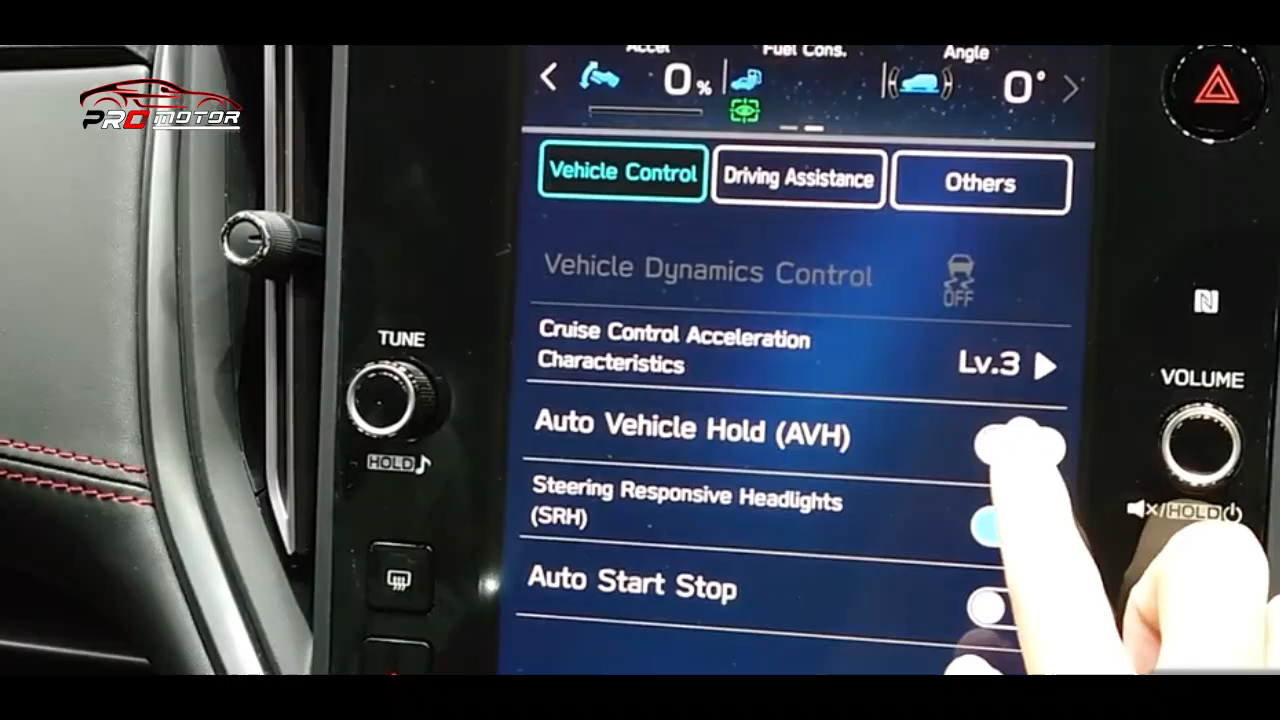 PRO MOTOR
Accel
Fuel Cons.
Angle
0 %
0°
Vehicle Control
Driving Assistance
Others
Vehicle Dynamics Control
OFF
Cruise Control Acceleration
Characteristics
Lv.3
Auto Vehicle Hold (AVH)
Steering Responsive Headlights
(SRH)
Auto Start Stop
TUNE
HOLD
VOLUME
HOLD